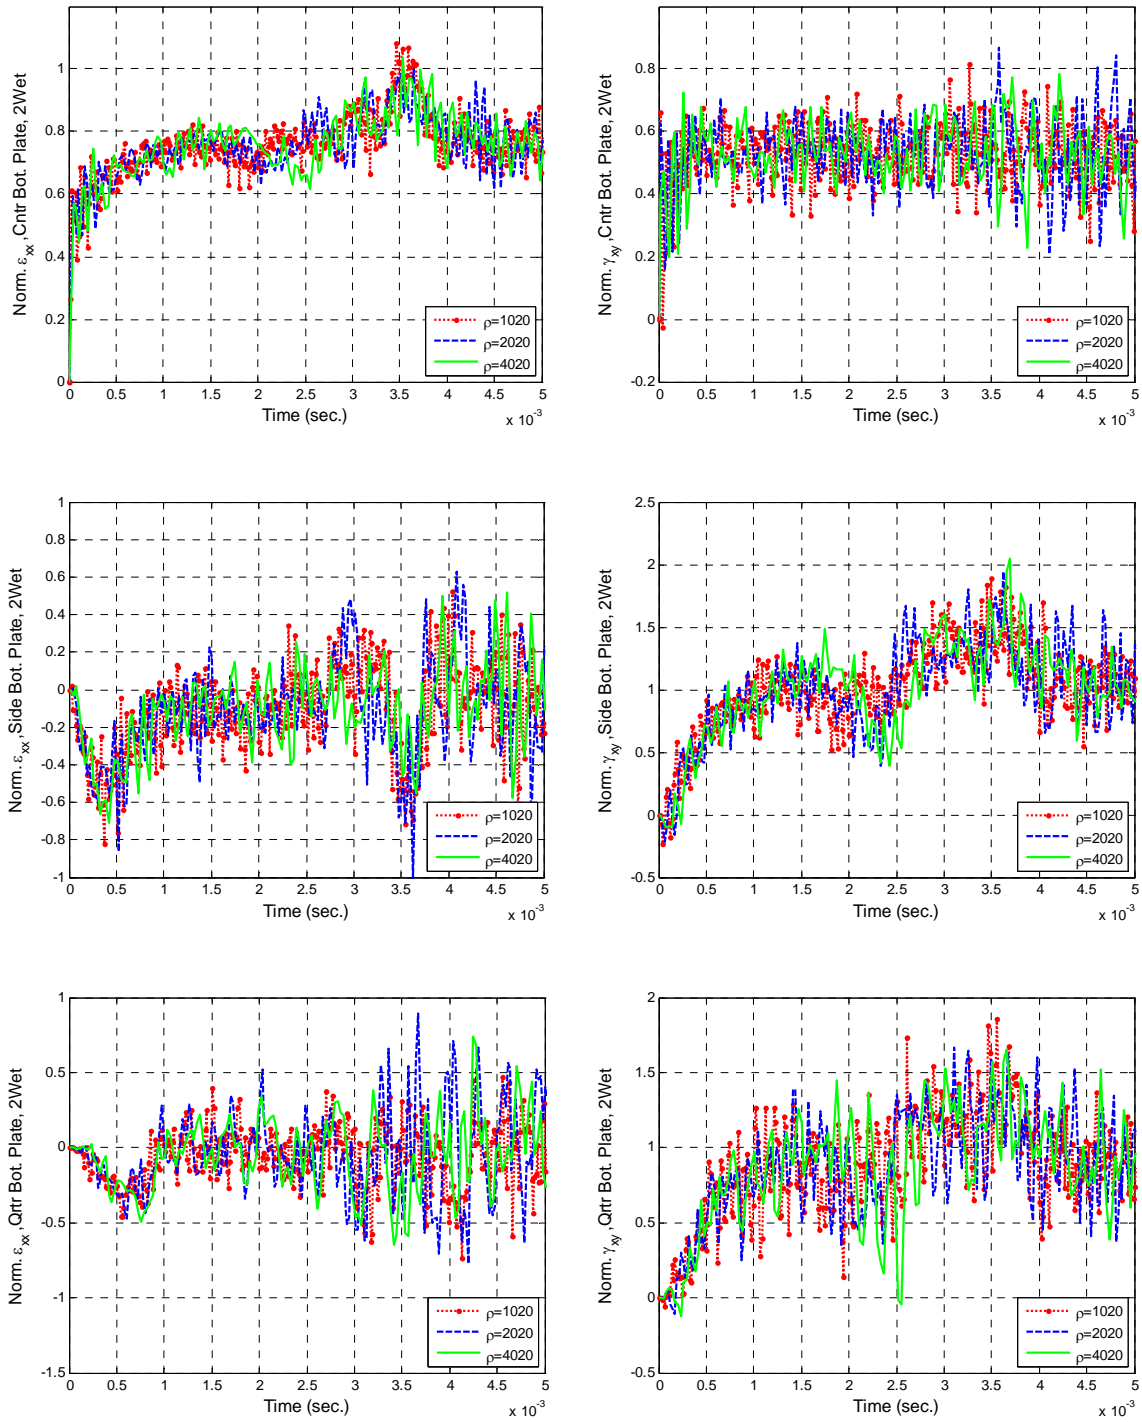 Norm. εxx,Cntr Bot. Plate, 2Wet
1
0.8
0.6
0.4
0.2
0
0 0.5 1 1.5 2 2.5 3 3.5 4 4.5 5
Time (sec.)
x 10-3
ρ=1020
ρ=2020
ρ=4020
Norm. γxy,Cntr Bot. Plate, 2Wet
0.8
0.6
0.4
0.2
0
-0.2
0 0.5 1 1.5 2 2.5 3 3.5 4 4.5 5
Time (sec.)
x 10-3
ρ=1020
ρ=2020
ρ=4020
Norm. εxx,Side Bot. Plate, 2Wet
1
0.8
0.6
0.4
0.2
0
-0.2
-0.4
-0.6
-0.8
-1
0 0.5 1 1.5 2 2.5 3 3.5 4 4.5 5
Time (sec.)
x 10-3
ρ=1020
ρ=2020
ρ=4020
Norm. γxy,Side Bot. Plate, 2Wet
2.5
2
1.5
1
0.5
0
-0.5
0 0.5 1 1.5 2 2.5 3 3.5 4 4.5 5
Time (sec.)
x 10-3
ρ=1020
ρ=2020
ρ=4020
Norm. εxx,Qrtr Bot. Plate, 2Wet
1
0.5
0
-0.5
-1
-1.5
0 0.5 1 1.5 2 2.5 3 3.5 4 4.5 5
Time (sec.)
x 10-3
ρ=1020
ρ=2020
ρ=4020
Norm. γxy,Qrtr Bot. Plate, 2Wet
2
1.5
1
0.5
0
-0.5
0 0.5 1 1.5 2 2.5 3 3.5 4 4.5 5
Time (sec.)
x 10-3
ρ=1020
ρ=2020
ρ=4020